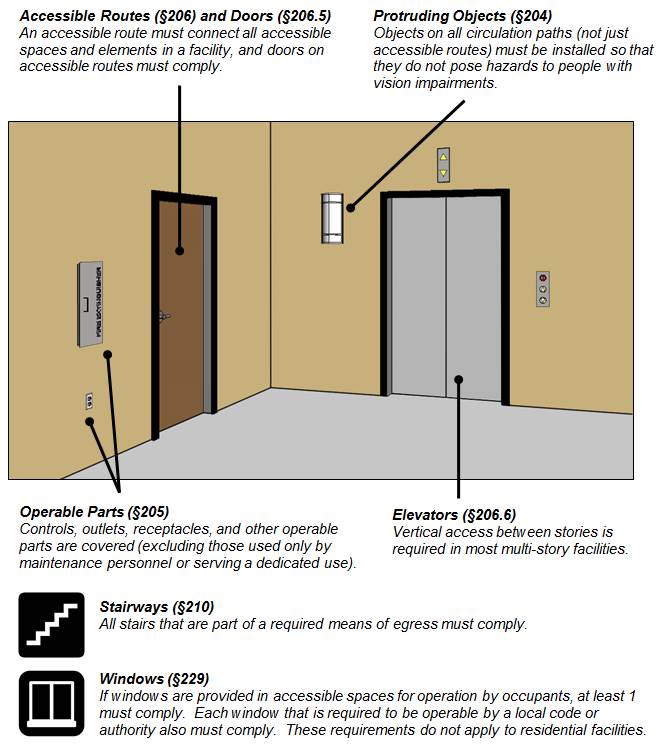 Accessible Routes (§206) and Doors (§206.5)
An accessible route must connect all accessible
spaces and elements in a facility, and doors on
accessible routes must comply.
Protruding Objects (§204)
Objects on all circulation paths (not just
accessible routes) must be installed so that
they do not pose hazards to people with
vision impairments.
FIRE EXTINGUISHER
Operable Parts (§205)
Controls, outlets, receptacles, and other operable
parts are covered (excluding those used only by
maintenance personnel or serving a dedicated use).
Elevators (§206.6)
Vertical access between stories is
required in most multi-story facilities.
Stairways (§210)
All stairs that are part of a required means of egress must comply.
Windows (§229)
If windows are provided in accessible spaces for operation by occupants, at least 1
must comply.  Each window that is required to be operable by a local code or
authority also must comply.  These requirements do not apply to residential facilities.